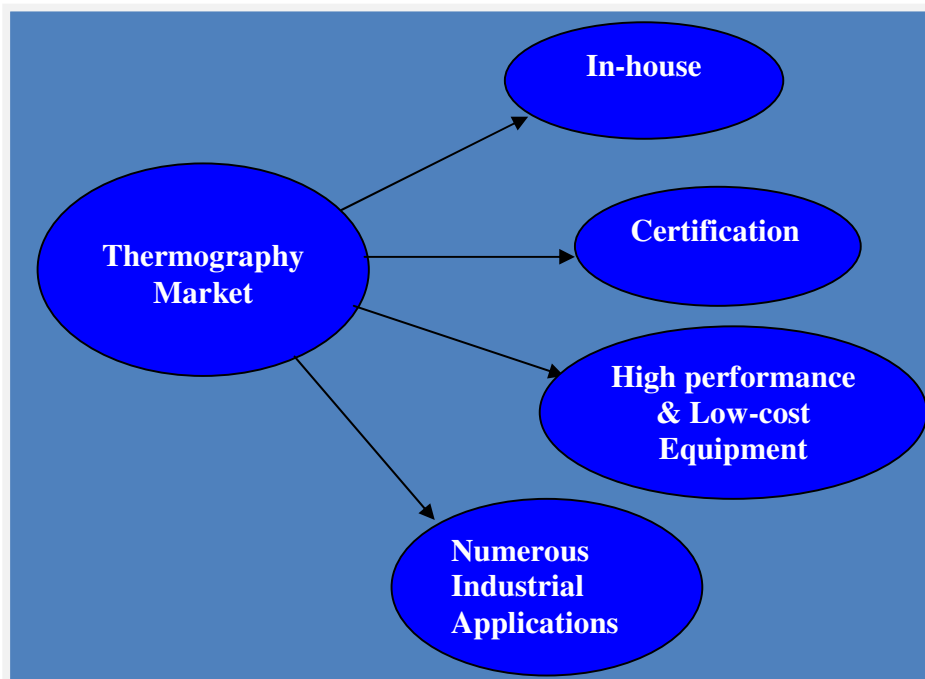 In-house
Thermography
Market
Certification
High performance
& Low-cost
Equipment
Numerous
Industrial
Applications